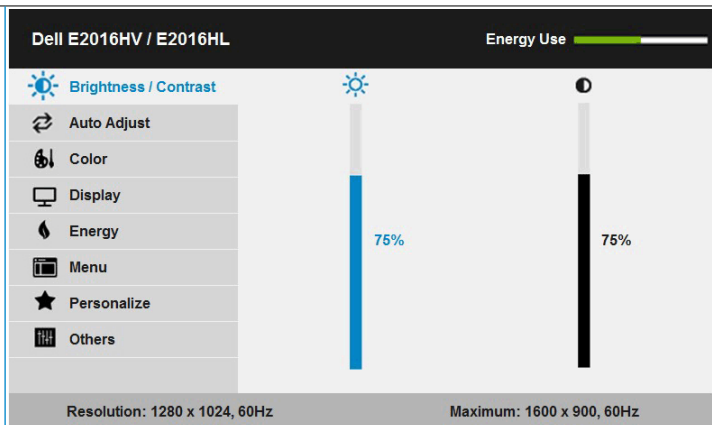 Dell E2016HV / E2016HL
Energy Use
Brightness / Contrast
Auto Adjust
Color
Display
Energy
Menu
Personalize
Others
75%
75%
Resolution: 1280 x 1024, 60Hz
Maximum: 1600 x 900, 60Hz